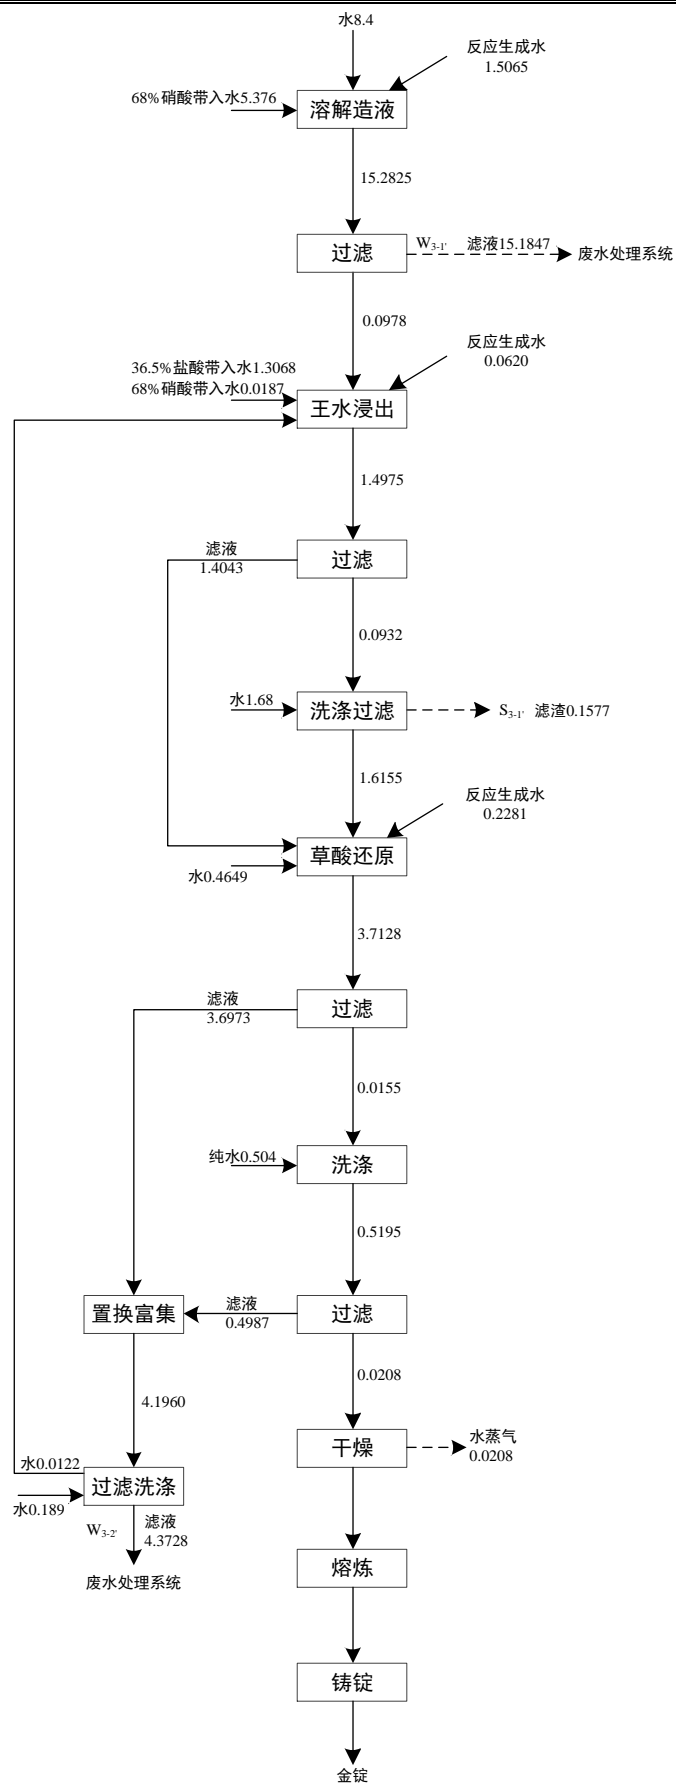 水8.4
反应生成水
1.5065
68%硝酸带入水5.376
溶解造液
15.2825
过滤
W3-1' 滤液15.1847
废水处理系统
0.0978
反应生成水
0.0620
36.5%盐酸带入水1.3068
68%硝酸带入水0.0187
王水浸出
1.4975
滤液
1.4043
过滤
0.0932
水1.68
洗涤过滤
S3-1' 滤渣0.1577
1.6155
反应生成水
0.2281
草酸还原
水0.4649
3.7128
滤液
3.6973
过滤
0.0155
纯水0.504
洗涤
0.5195
置换富集
滤液
0.4987
过滤
0.0208
4.1960
干燥
水蒸气
0.0208
水0.0122
过滤洗涤
水0.189
W3-2' 滤液
4.3728
废水处理系统
熔炼
铸锭
金锭